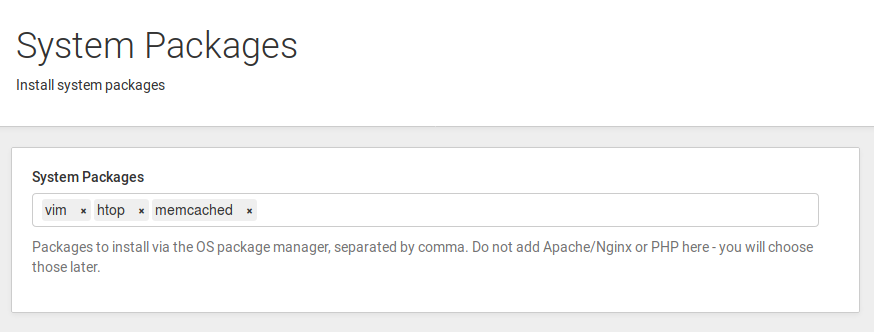 System Packages
Install system packages
System Packages
vim × htop × memcached ×
Packages to install via the OS package manager, separated by comma. Do not add Apache/Nginx or PHP here - you will choose
those later.